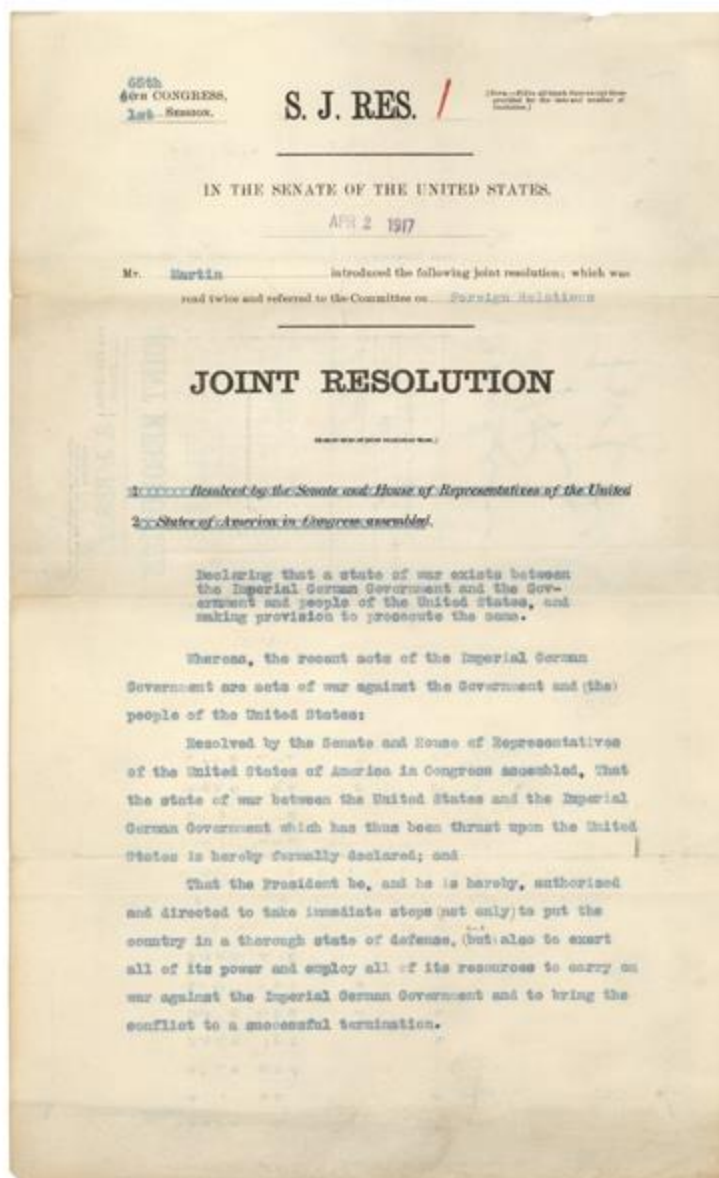 65th
CONGRESS,
1st Session.
S. J. RES. 1
IN THE SENATE OF THE UNITED STATES.
APR 2 1917
Mr. Martin introduced the following joint resolution; which was
read twice and referred to the Committee on Foreign Relations
JOINT RESOLUTION
1 Resolved by the Senate and House of Representatives of the United
2 States of America in Congress assembled,
Declaring that a state of war exists between
the Imperial German Government and the Gov-
ernment and people of the United States, and
making provision to prosecute the same.
Whereas, the recent acts of the Imperial German
Government are acts of war against the Government and (the)
people of the United States:
Resolved by the Senate and House of Representatives
of the United States of America in Congress assembled, That
the state of war between the United States and the Imperial
German Government which has thus been thrust upon the United
States is hereby formally declared; and
That the President be, and he is hereby, authorized
and directed to take immediate steps (not only) to put the
country in a thorough state of defense, (but) also to exert
all of its power and employ all of its resources to carry on
war against the Imperial German Government and to bring the
conflict to a successful termination.